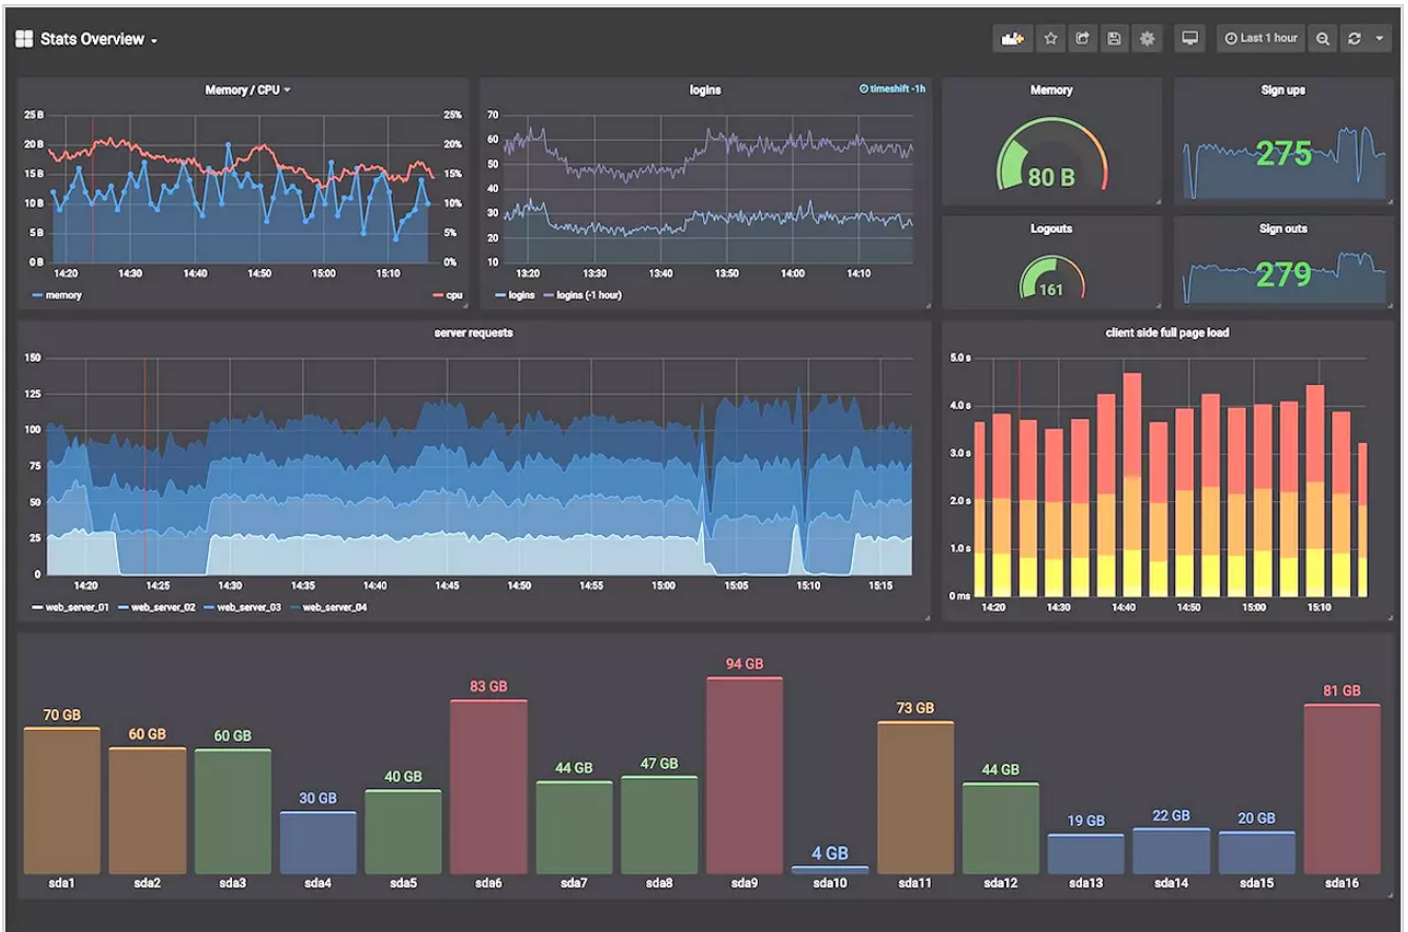 Stats Overview
Last 1 hour
Memory / CPU
25 B
20 B
15 B
10 B
5 B
0 B
25%
20%
15%
10%
5%
0%
14:20 14:30 14:40 14:50 15:00 15:10
memory
cpu
logins
timeshift -1h
70
60
50
40
30
20
10
13:20 13:30 13:40 13:50 14:00 14:10
logins logins (-1 hour)
Memory
80 B
Sign ups
275
Logouts
161
Sign outs
279
server requests
150
125
100
75
50
25
0
14:20 14:25 14:30 14:35 14:40 14:45 14:50 14:55 15:00 15:05 15:10 15:15
web_server_01 web_server_02 web_server_03 web_server_04
client side full page load
5.0 s
4.0 s
3.0 s
2.0 s
1.0 s
0 ms
14:20 14:30 14:40 14:50 15:00 15:10
70 GB 60 GB 60 GB 30 GB 40 GB 83 GB 44 GB 47 GB 94 GB 4 GB 73 GB 44 GB 19 GB 22 GB 20 GB 81 GB
sda1 sda2 sda3 sda4 sda5 sda6 sda7 sda8 sda9 sda10 sda11 sda12 sda13 sda14 sda15 sda16